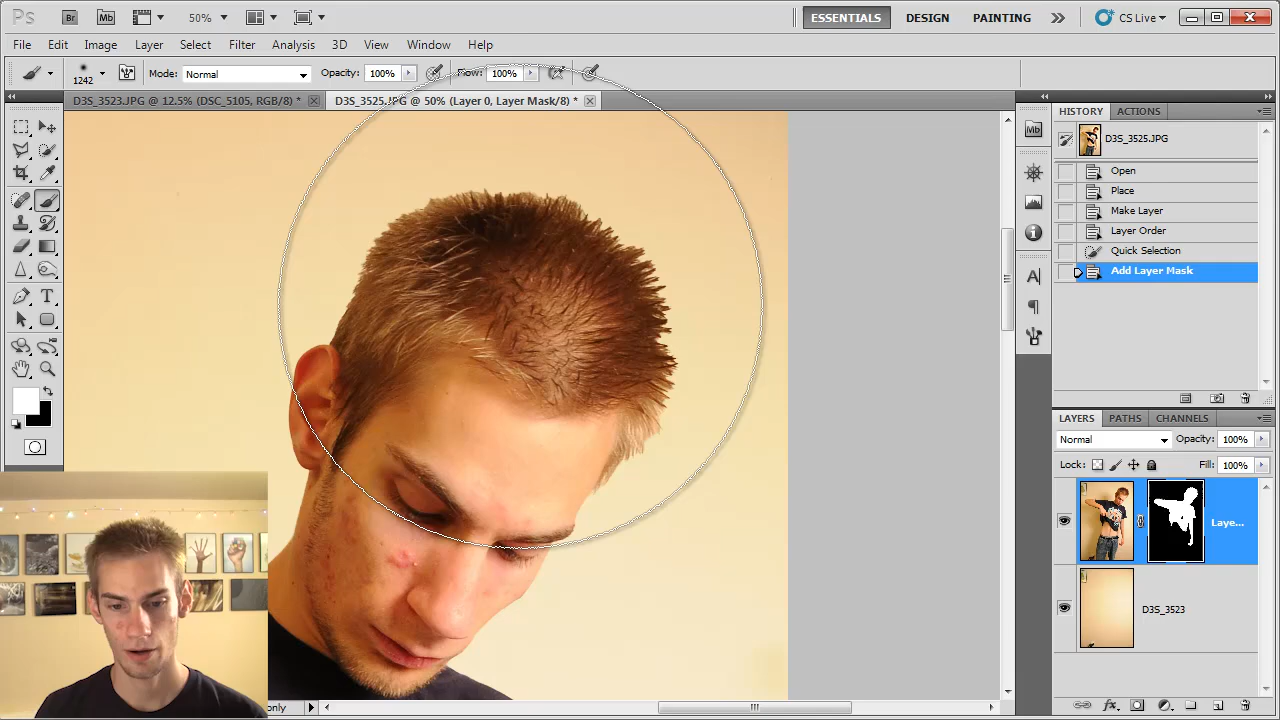 Ps Br Mb 50% ESSENTIALS DESIGN PAINTING CS Live
File Edit Image Layer Select Filter Analysis 3D View Window Help
1242 Mode: Normal Opacity: 100% Flow: 100%
D3S_3523.JPG @ 12.5% (DSC_5105, RGB/8) * D3S_3525.JPG @ 50% (Layer 0, Layer Mask/8) *
HISTORY ACTIONS
D3S_3525.JPG
Open
Place
Make Layer
Layer Order
Quick Selection
Add Layer Mask
LAYERS PATHS CHANNELS
Normal Opacity: 100%
Lock: Fill: 100%
Laye...
D3S_3523
only